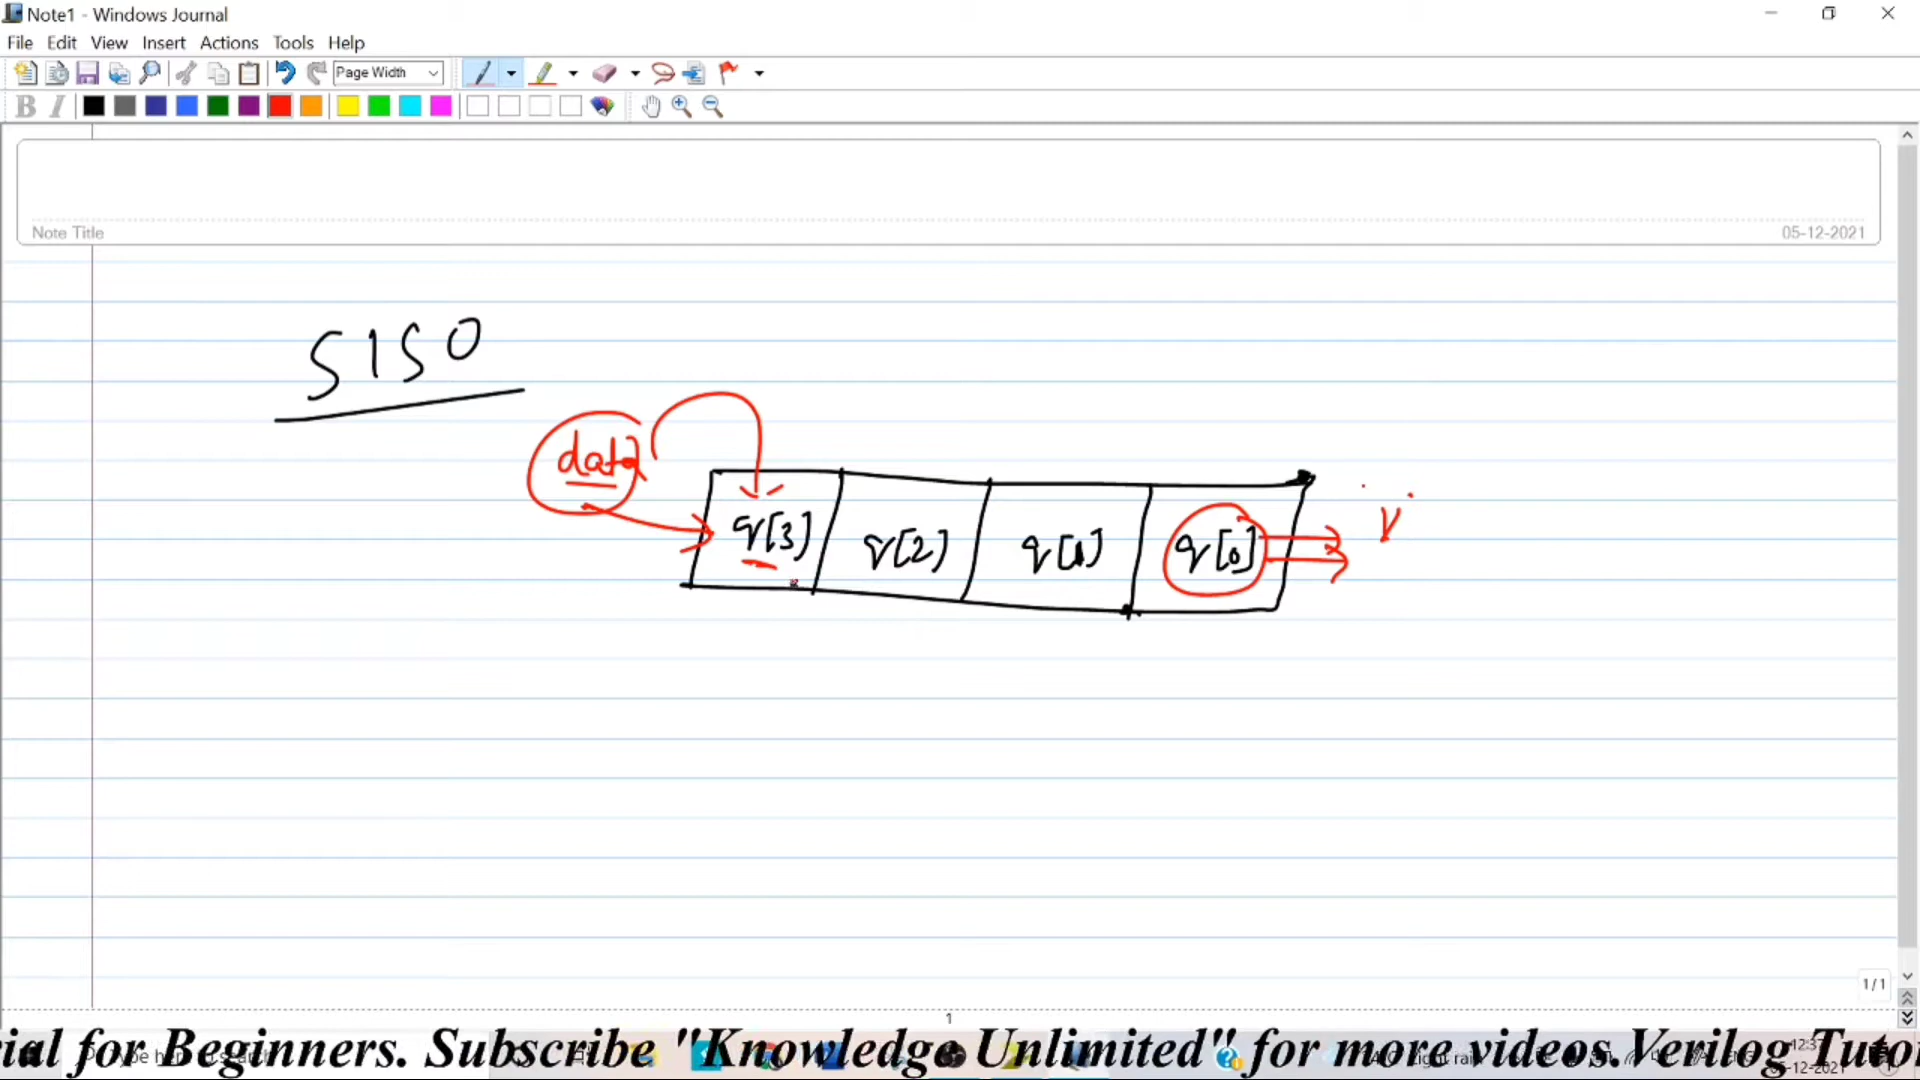 Note1 - Windows Journal
File Edit View Insert Actions Tools Help
Page Width
B I
Note Title
05-12-2021
SISO
data
q[3] q[2] q[1] q[0]
1/1
1
ial for Beginners. Subscribe "Knowledge Unlimited" for more videos.Verilog Tuto